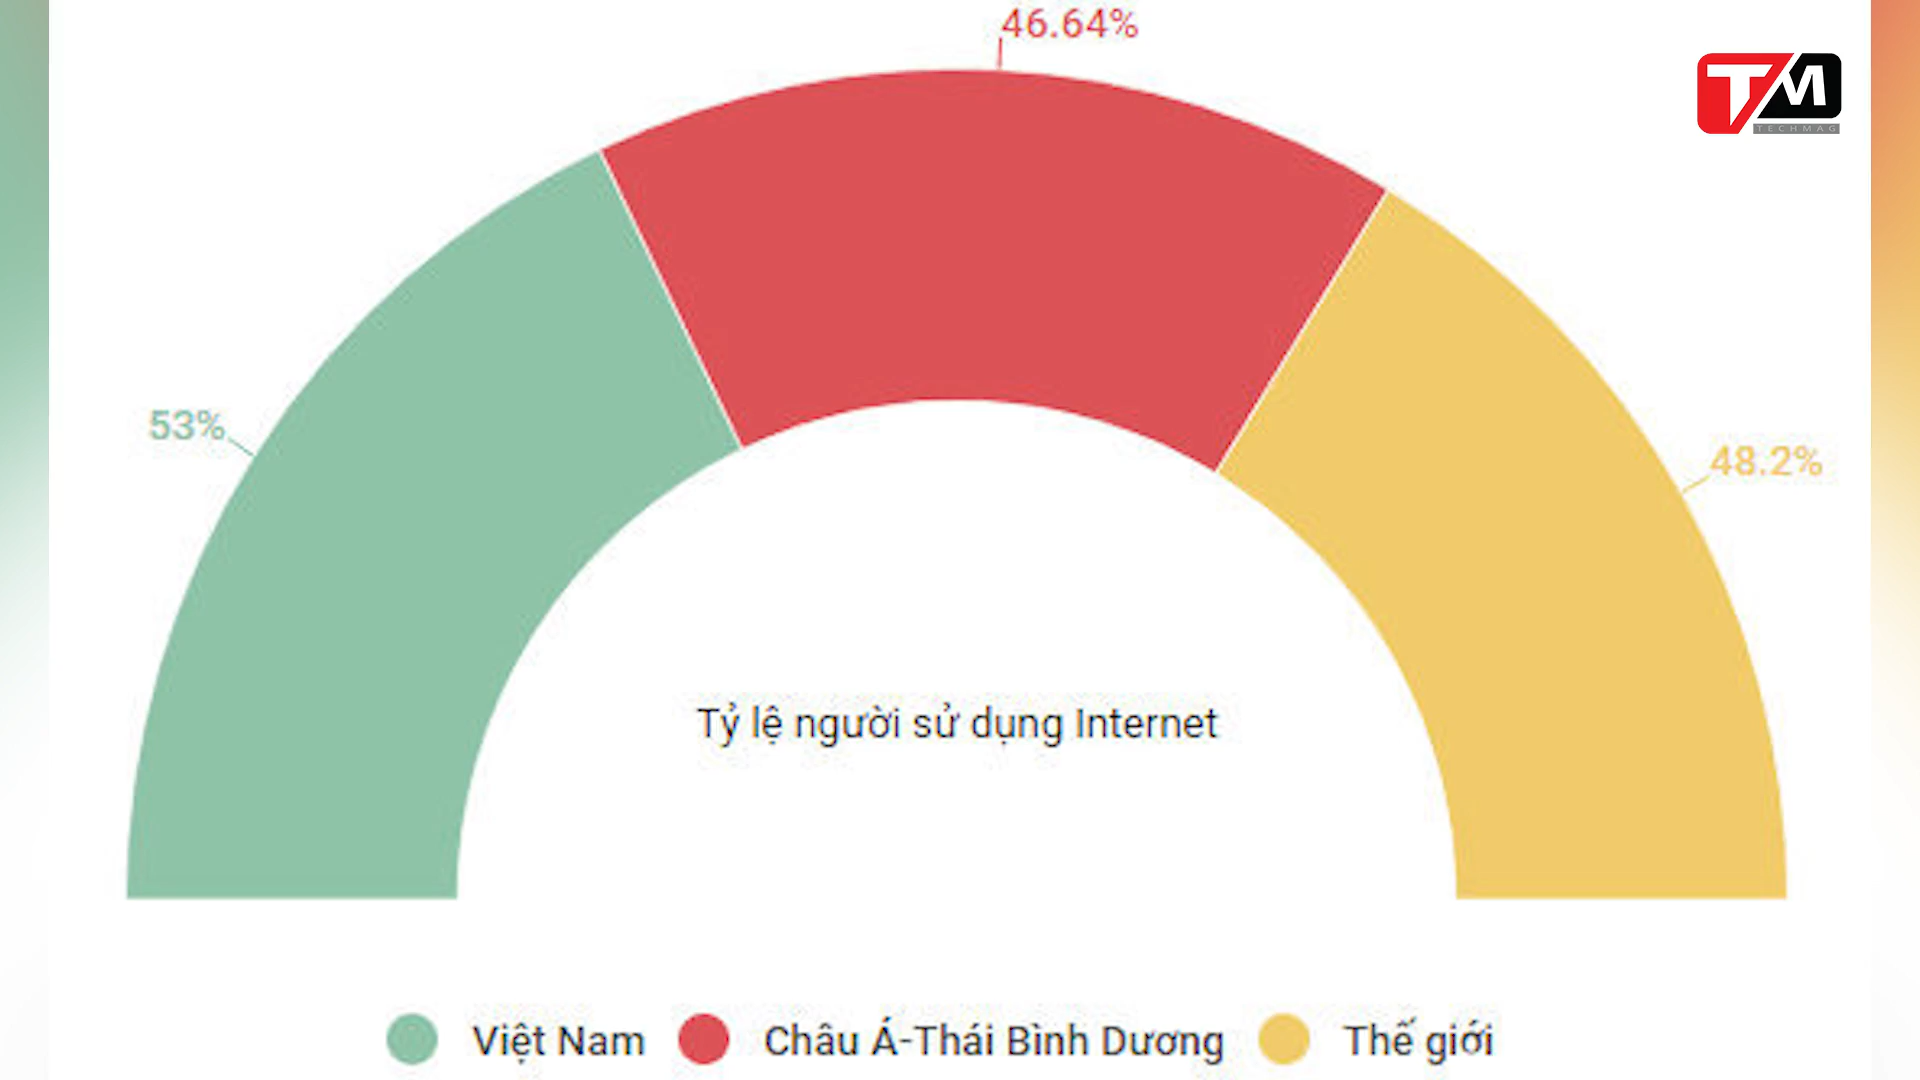 46.64%
TM
TECHMAG
53%
48.2%
Tỷ lệ người sử dụng Internet
Việt Nam
Châu Á-Thái Bình Dương
Thế giới